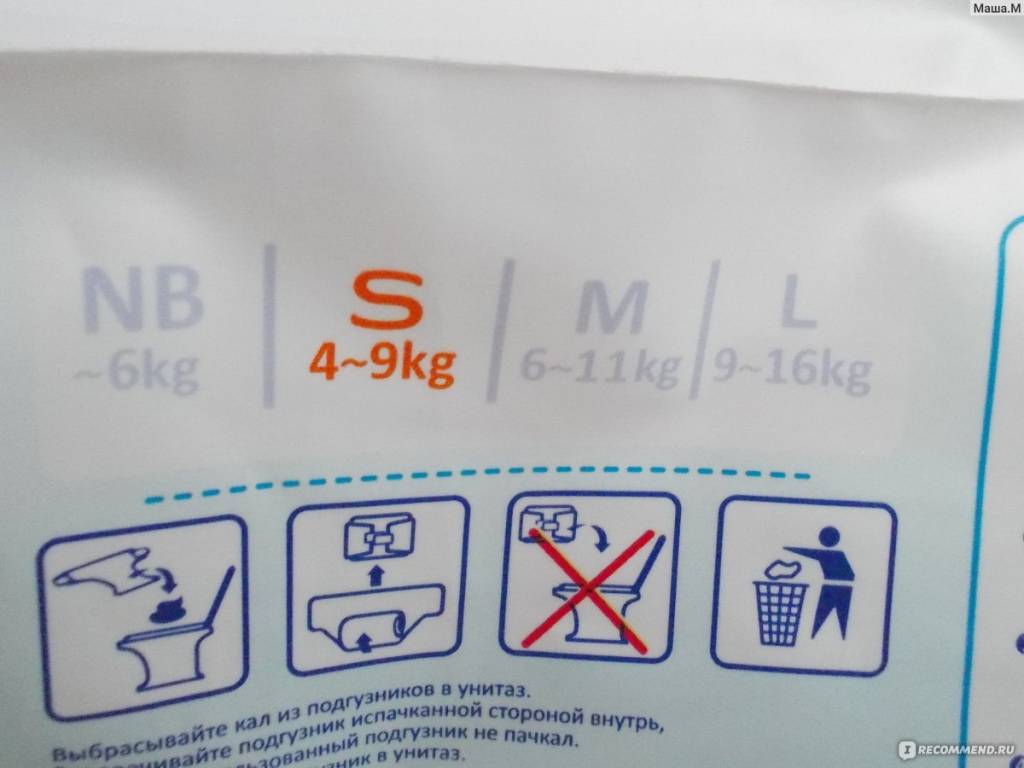 Маша.М
NB
~6kg
S
4~9kg
M
6~11kg
L
9~16kg
Выбрасывайте кал из подгузников в унитаз.
подгузник испачканной стороной внутрь,
подгузник не пачкал.
в унитаз.
I RECOMMEND.RU